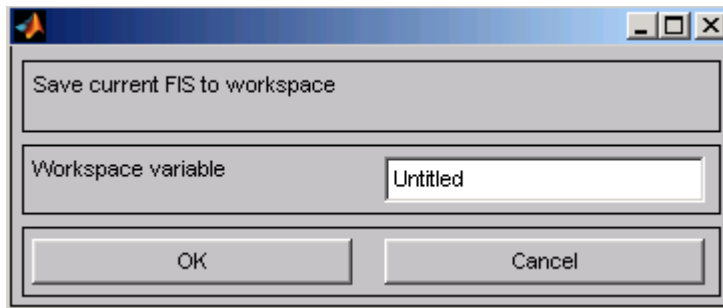 Save current FIS to workspace
Workspace variable
Untitled
OK
Cancel